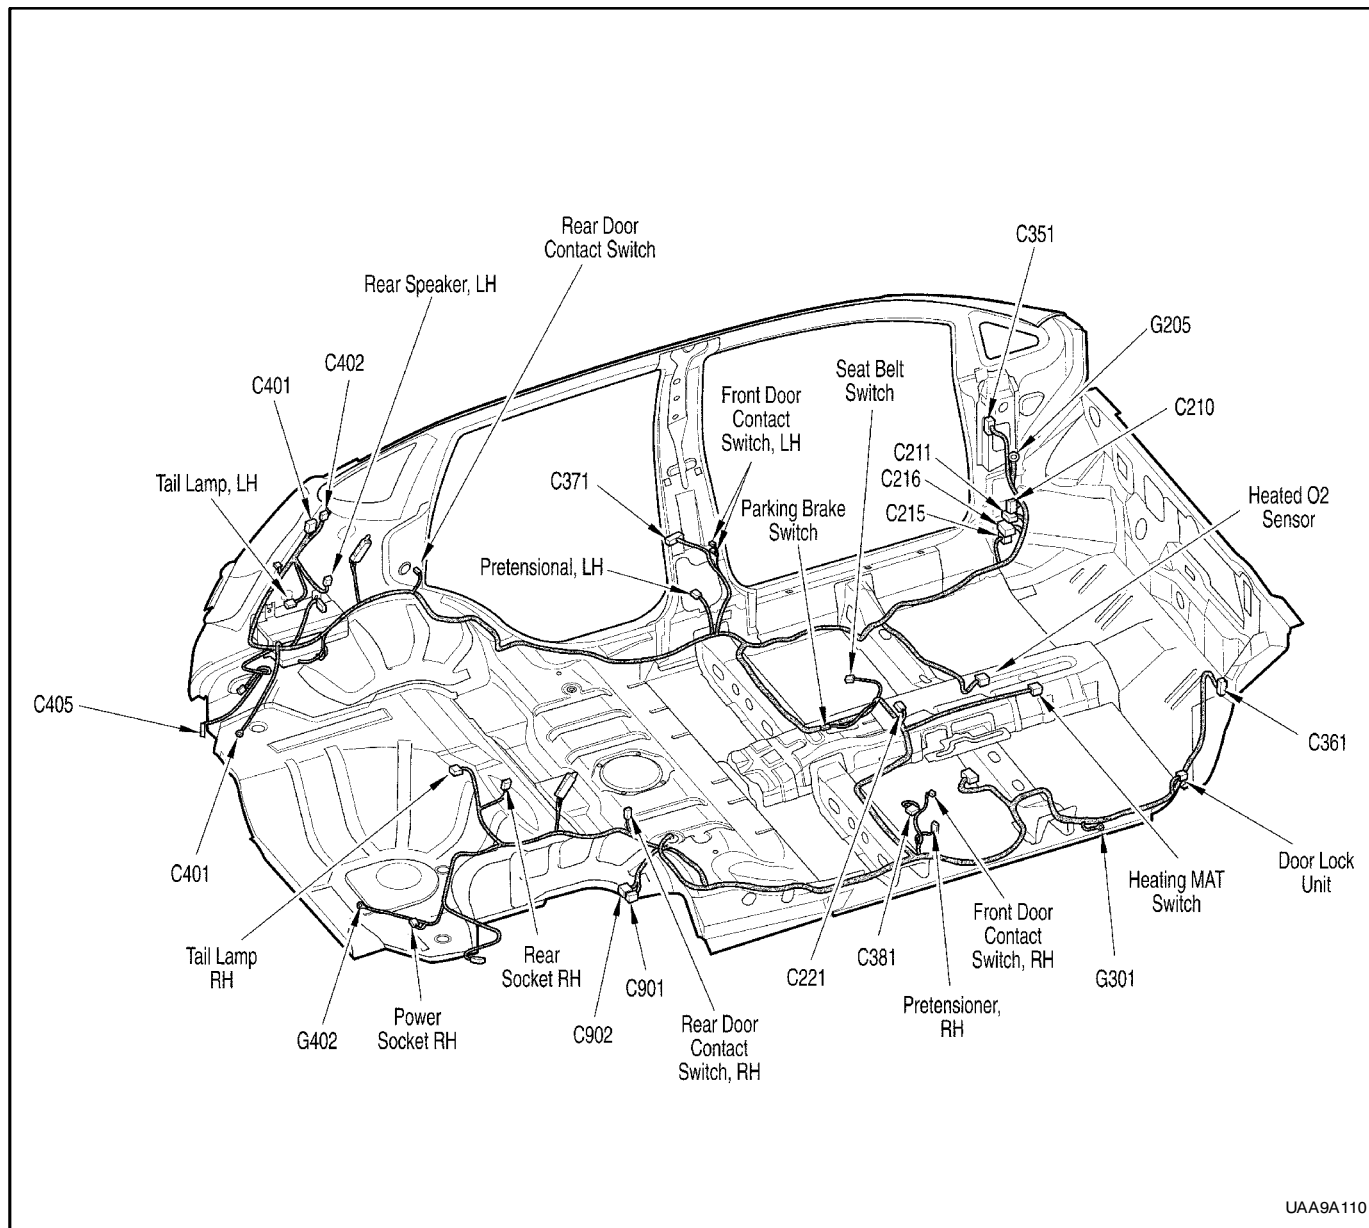 Rear Door
Contact Switch
C351
Rear Speaker, LH
G205
C402
Seat Belt
Switch
C401
Front Door
Contact
Switch, LH
C210
C211
C216
C215
Tail Lamp, LH
C371
Parking Brake
Switch
Heated O2
Sensor
Pretensional, LH
C405
C361
C401
Door Lock
Unit
Heating MAT
Switch
Tail Lamp
RH
Rear
Socket RH
C901
C221
C381
Front Door
Contact
Switch, RH
G301
G402
Power
Socket RH
C902
Rear Door
Contact
Switch, RH
Pretensioner,
RH
UAA9A110